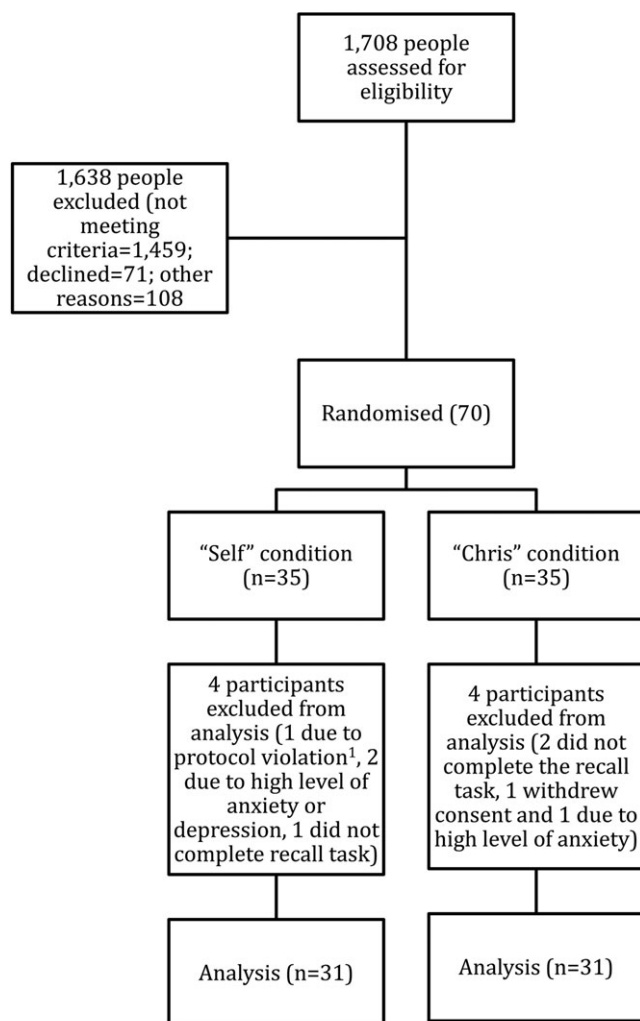 1,708 people
assessed for
eligibility
1,638 people
excluded (not
meeting
criteria=1,459;
declined=71; other
reasons=108
Randomised (70)
“Self” condition
(n=35)
“Chris” condition
(n=35)
4 participants
excluded from
analysis (1 due to
protocol violation¹, 2
due to high level of
anxiety or
depression, 1 did not
complete recall task)
4 participants
excluded from
analysis (2 did not
complete the recall
task, 1 withdrew
consent and 1 due to
high level of anxiety)
Analysis (n=31)
Analysis (n=31)